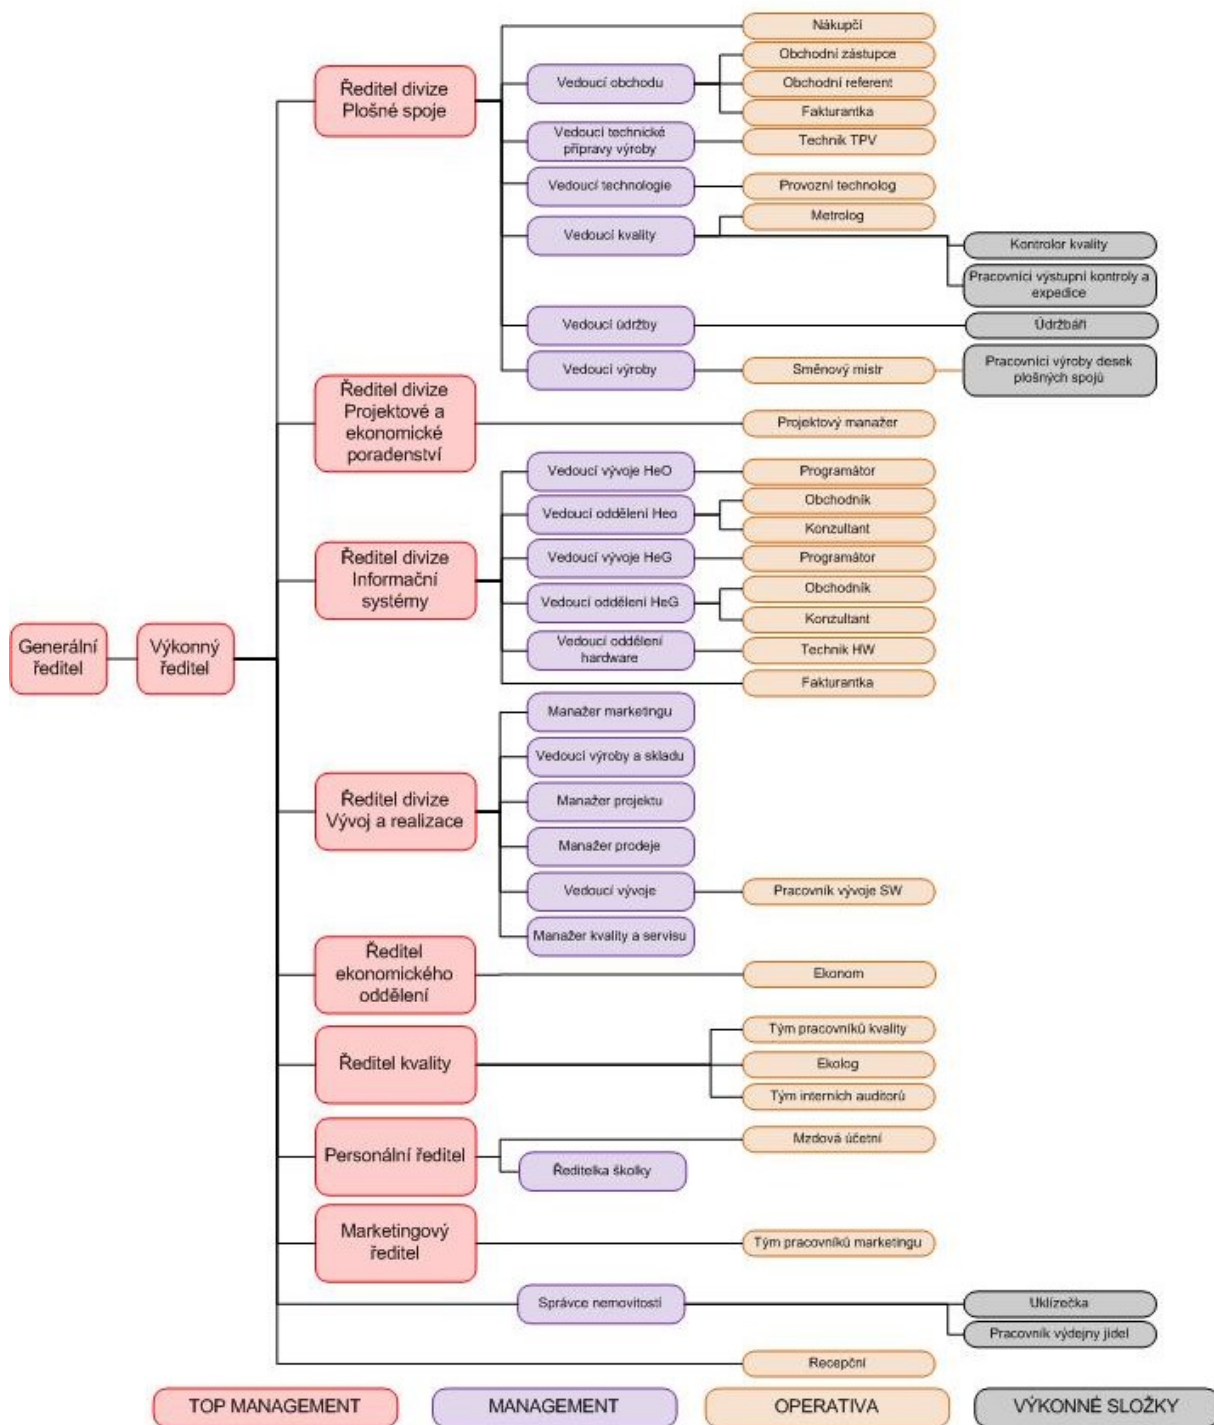 Nákupčí
Obchodní zástupce
Ředitel divize
Plošné spoje
Vedoucí obchodu
Obchodní referent
Fakturantka
Vedoucí technické
přípravy výroby
Technik TPV
Vedoucí technologie
Provozní technolog
Metrolog
Vedoucí kvality
Kontrolor kvality
Pracovníci výstupní kontroly a
expedice
Vedoucí údržby
Údržbáři
Vedoucí výroby
Směnový mistr
Pracovníci výroby desek
plošných spojů
Ředitel divize
Projektové a
ekonomické
poradenství
Projektový manažer
Vedoucí vývoje HeO
Programátor
Obchodník
Vedoucí oddělení Heo
Konzultant
Ředitel divize
Informační
systémy
Vedoucí vývoje HeG
Programátor
Obchodník
Vedoucí oddělení HeG
Konzultant
Vedoucí oddělení
hardware
Technik HW
Fakturantka
Generální
ředitel
Výkonný
ředitel
Manažer marketingu
Vedoucí výroby a skladu
Ředitel divize
Vývoj a realizace
Manažer projektu
Manažer prodeje
Vedoucí vývoje
Pracovník vývoje SW
Manažer kvality a servisu
Ředitel
ekonomického
oddělení
Ekonom
Tým pracovníků kvality
Ředitel kvality
Ekolog
Tým interních auditorů
Mzdová účetní
Personální ředitel
Ředitelka školky
Marketingový
ředitel
Tým pracovníků marketingu
Správce nemovitostí
Uklízečka
Pracovník výdejny jídel
Recepční
TOP MANAGEMENT
MANAGEMENT
OPERATIVA
VÝKONNÉ SLOŽKY